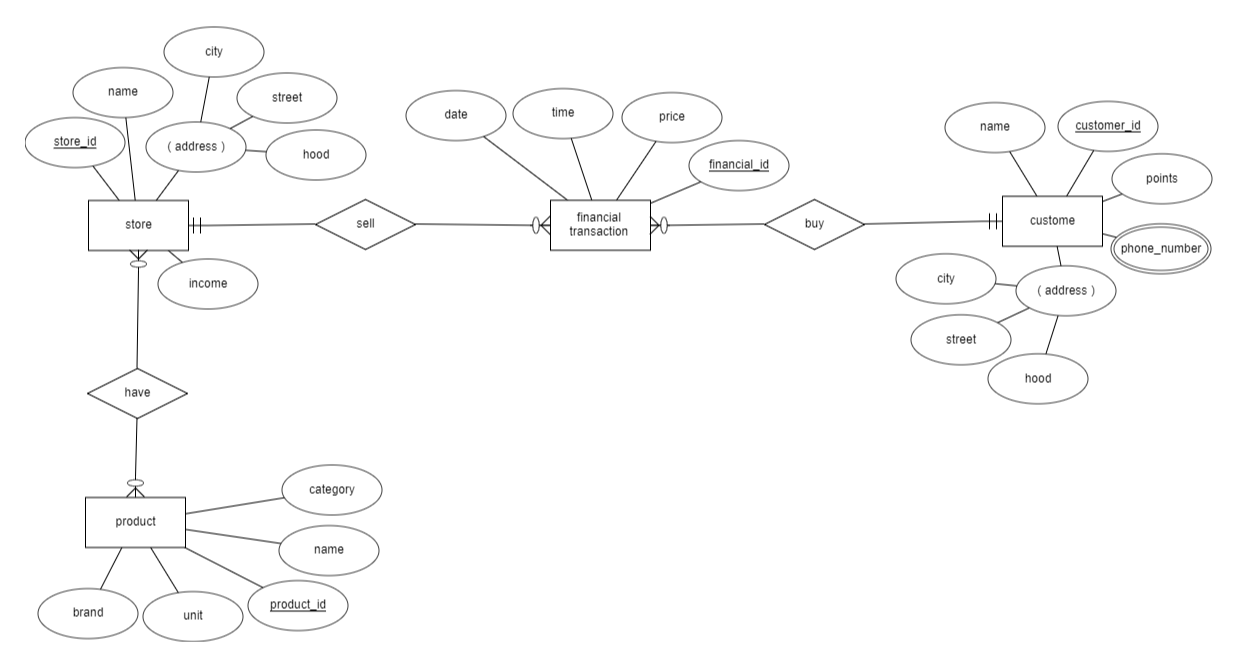 city
name
street
store_id
( address )
hood
store
income
sell
date
time
price
financial_id
financial
transaction
buy
name
customer_id
points
custome
phone_number
city
( address )
street
hood
have
product
category
name
product_id
brand
unit